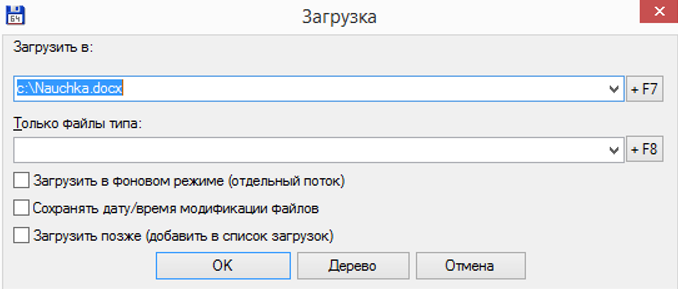 64
Загрузка
Загрузить в:
c:\Nauchka.docx
+ F7
Только файлы типа:
+ F8
Загрузить в фоновом режиме (отдельный поток)
Сохранять дату/время модификации файлов
Загрузить позже (добавить в список загрузок)
OK Дерево Отмена